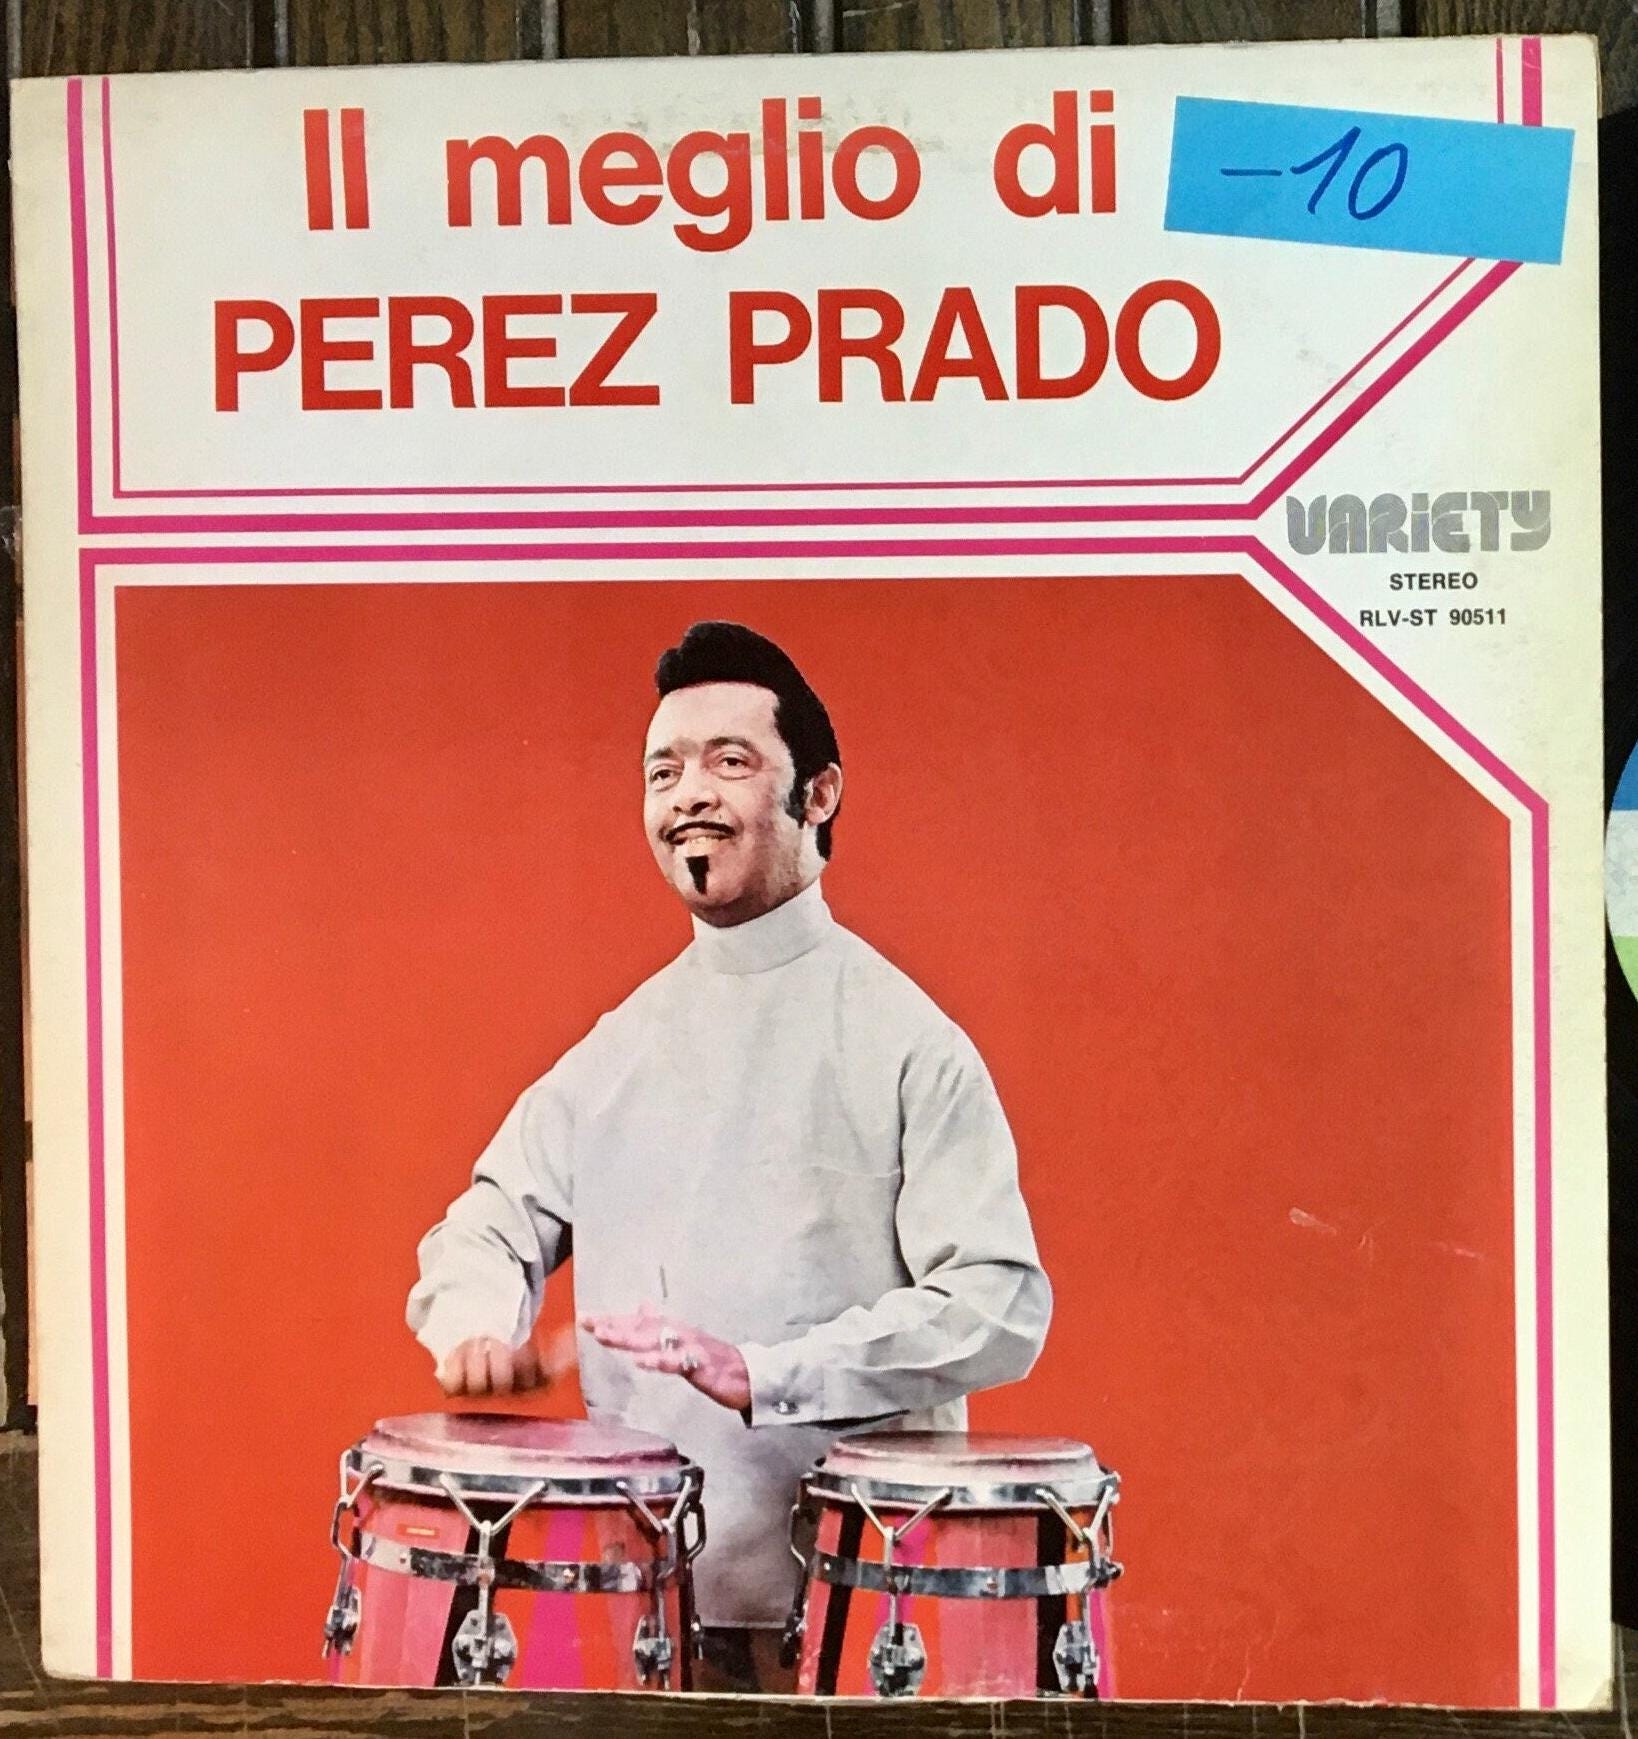 Il meglio di
-10
PEREZ PRADO
VARiETY
STEREO
RLV-ST 90511